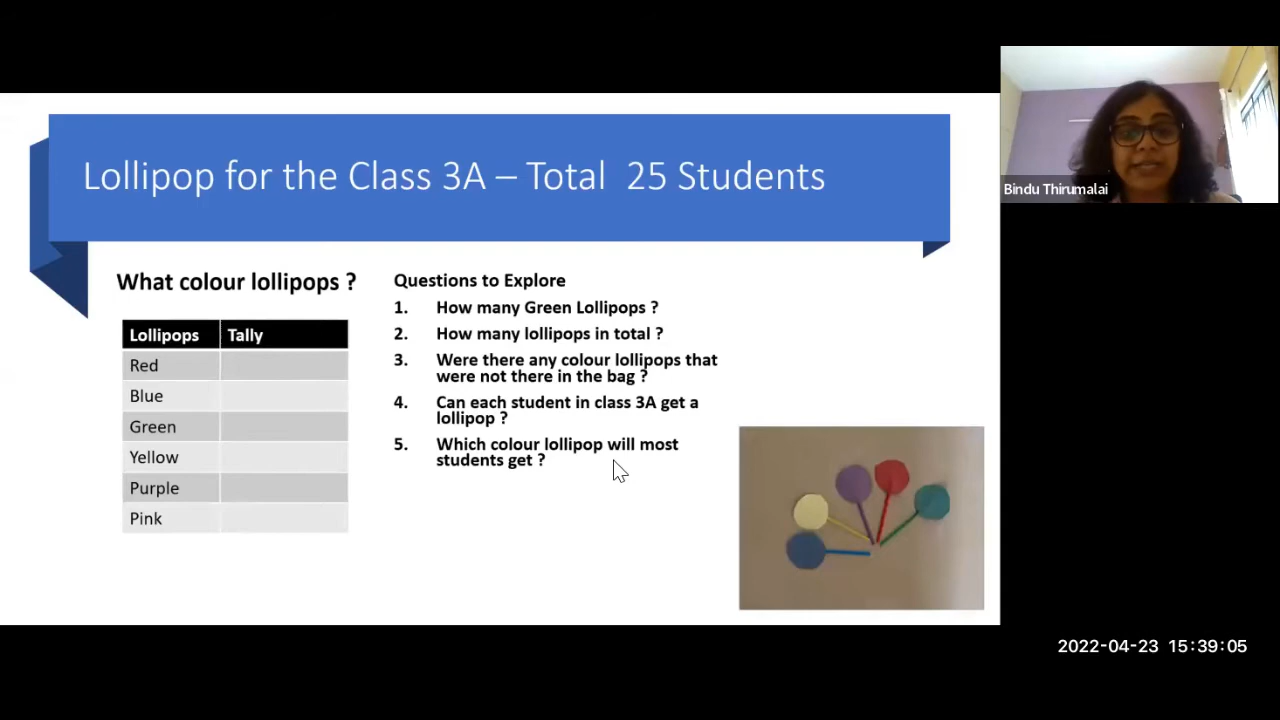 Lollipop for the Class 3A – Total 25 Students
What colour lollipops ?
Lollipops Tally
Red
Blue
Green
Yellow
Purple
Pink
Questions to Explore
1. How many Green Lollipops ?
2. How many lollipops in total ?
3. Were there any colour lollipops that
were not there in the bag ?
4. Can each student in class 3A get a
lollipop ?
5. Which colour lollipop will most
students get ?
Bindu Thirumalai
2022-04-23 15:39:05